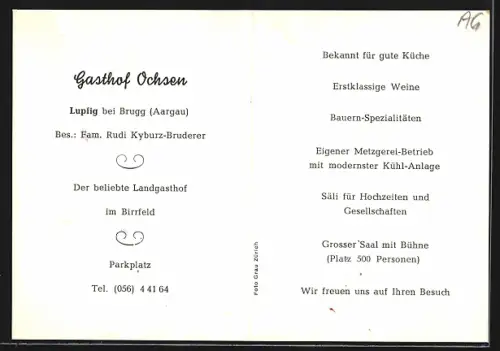 AG
Gasthof Ochsen
Lupfig bei Brugg (Aargau)
Bes.: Fam. Rudi Kyburz-Bruderer
Der beliebte Landgasthof
im Birrfeld
Parkplatz
Tel. (056) 4 41 64
Foto Grau Zürich
Bekannt für gute Küche
Erstklassige Weine
Bauern-Spezialitäten
Eigener Metzgerei-Betrieb
mit modernster Kühl-Anlage
Säli für Hochzeiten und
Gesellschaften
Grosser Saal mit Bühne
(Platz 500 Personen)
Wir freuen uns auf Ihren Besuch